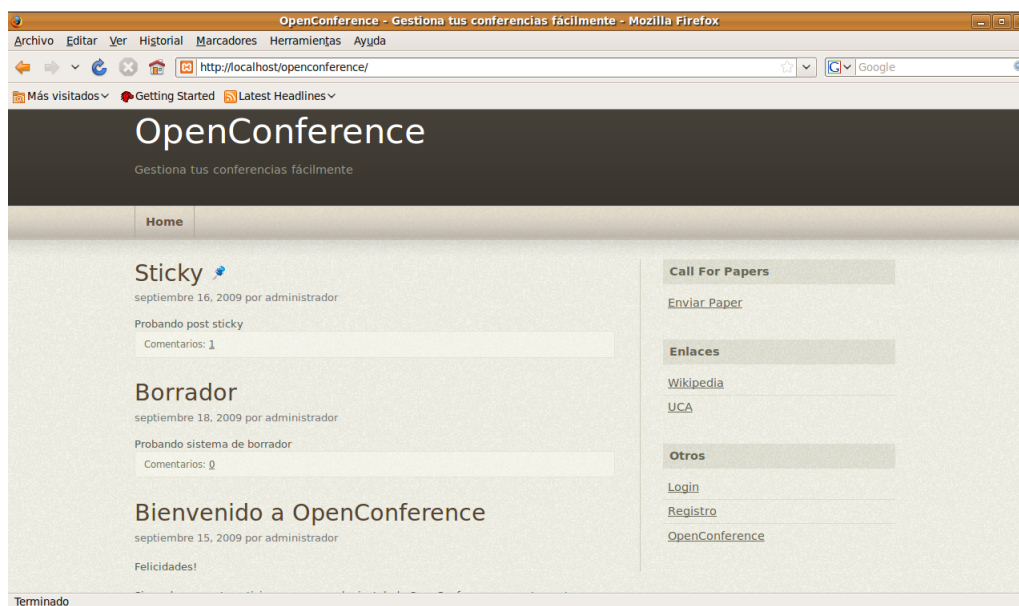 OpenConference - Gestiona tus conferencias fácilmente - Mozilla Firefox
Archivo Editar Ver Historial Marcadores Herramientas Ayuda
http://localhost/openconference/
Google
Más visitados Getting Started Latest Headlines
OpenConference
Gestiona tus conferencias fácilmente
Home
Sticky
septiembre 16, 2009 por administrador
Probando post sticky
Comentarios: 1
Borrador
septiembre 18, 2009 por administrador
Probando sistema de borrador
Comentarios: 0
Bienvenido a OpenConference
septiembre 15, 2009 por administrador
Felicidades!
Call For Papers
Enviar Paper
Enlaces
Wikipedia
UCA
Otros
Login
Registro
OpenConference
Terminado